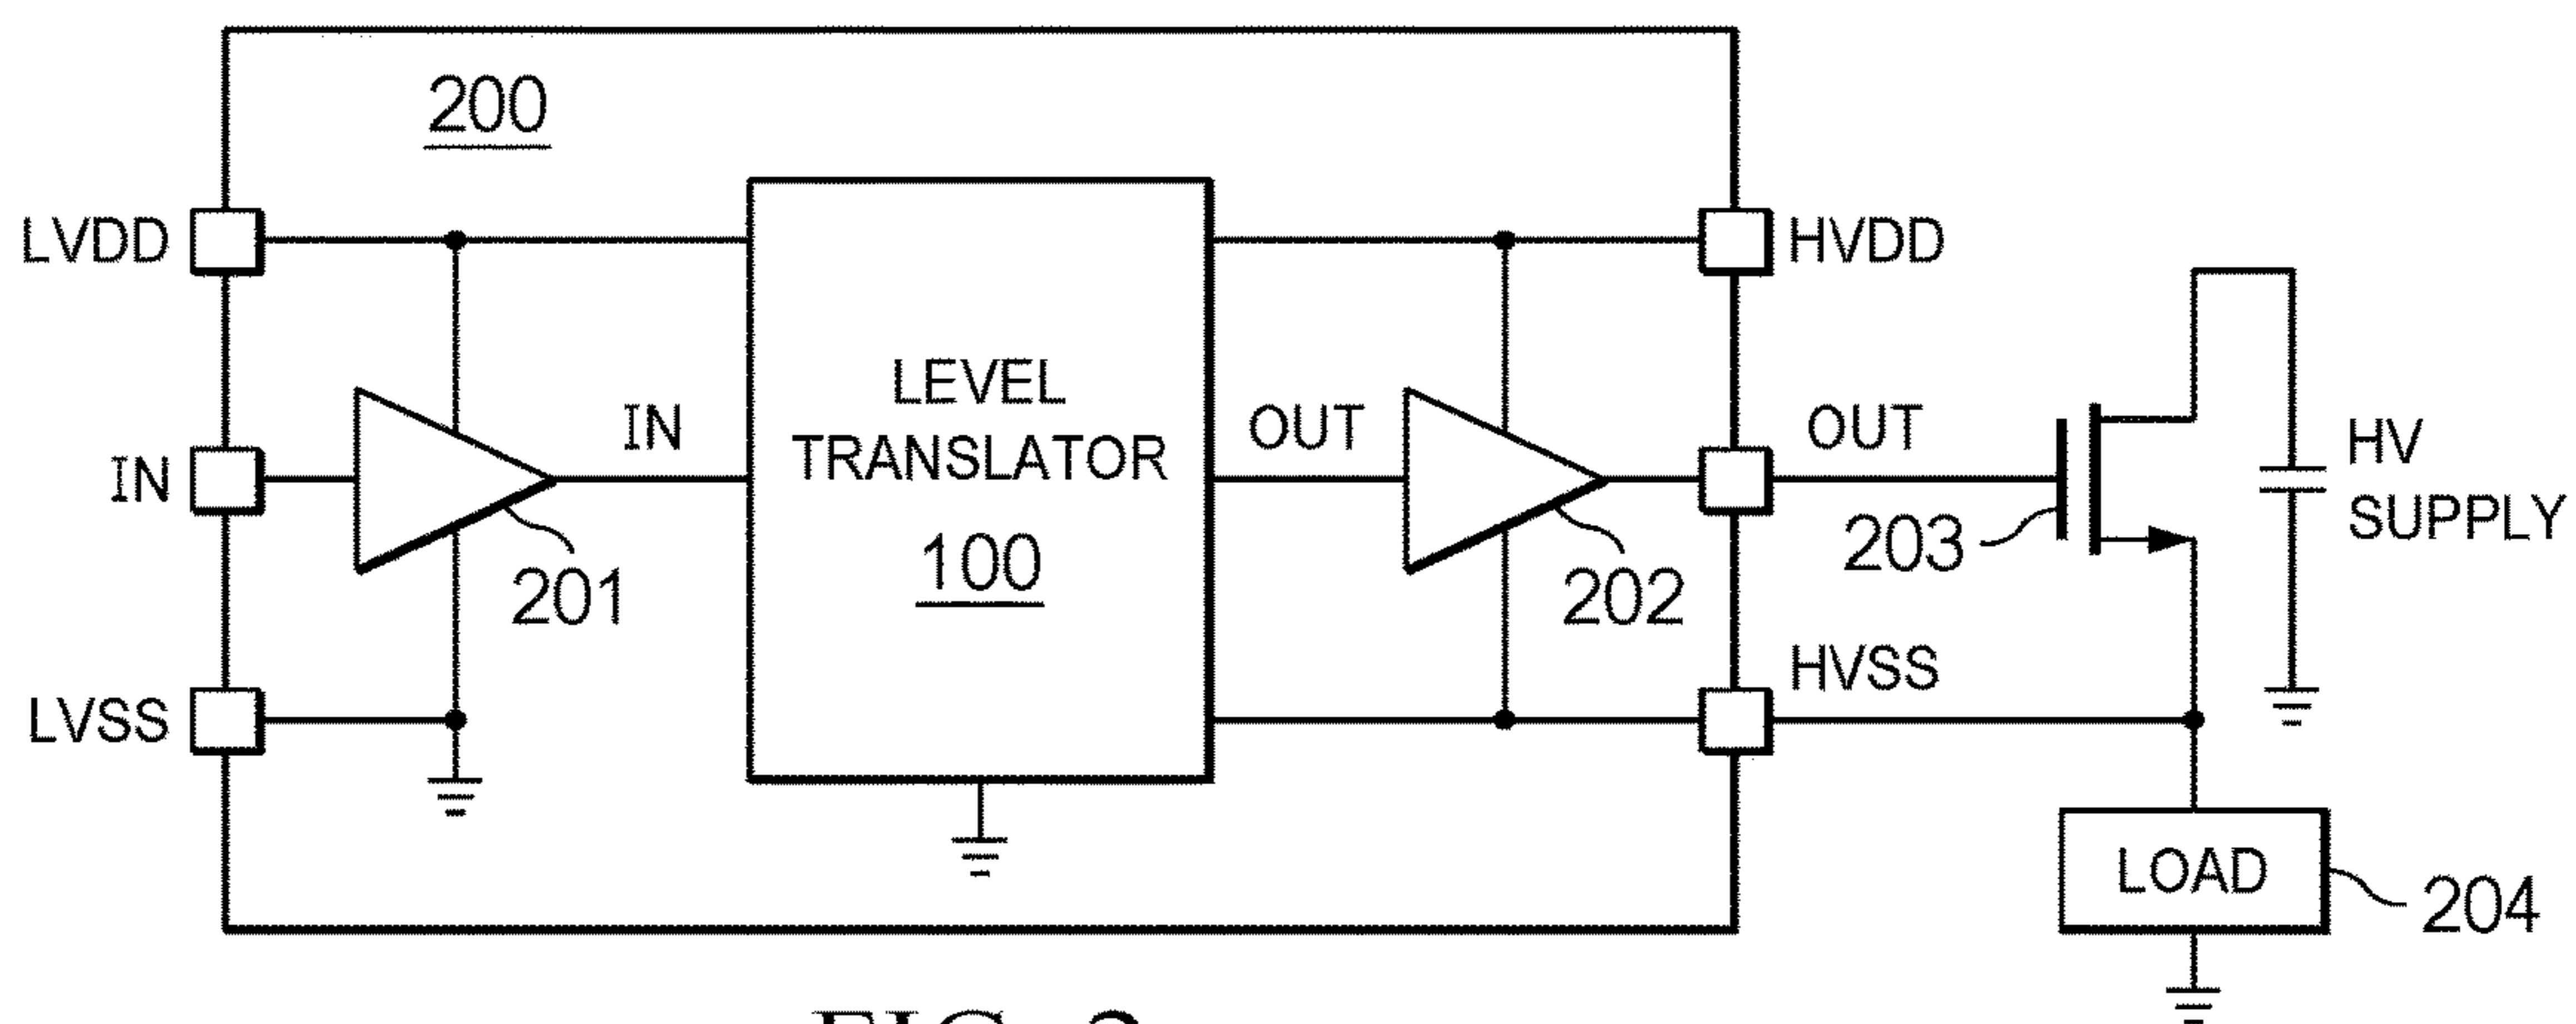 200
LVDD
HVDD
LEVEL
TRANSLATOR
100
IN
IN
OUT
OUT
HV
SUPPLY
201
202
203
LVSS
HVSS
LOAD
204